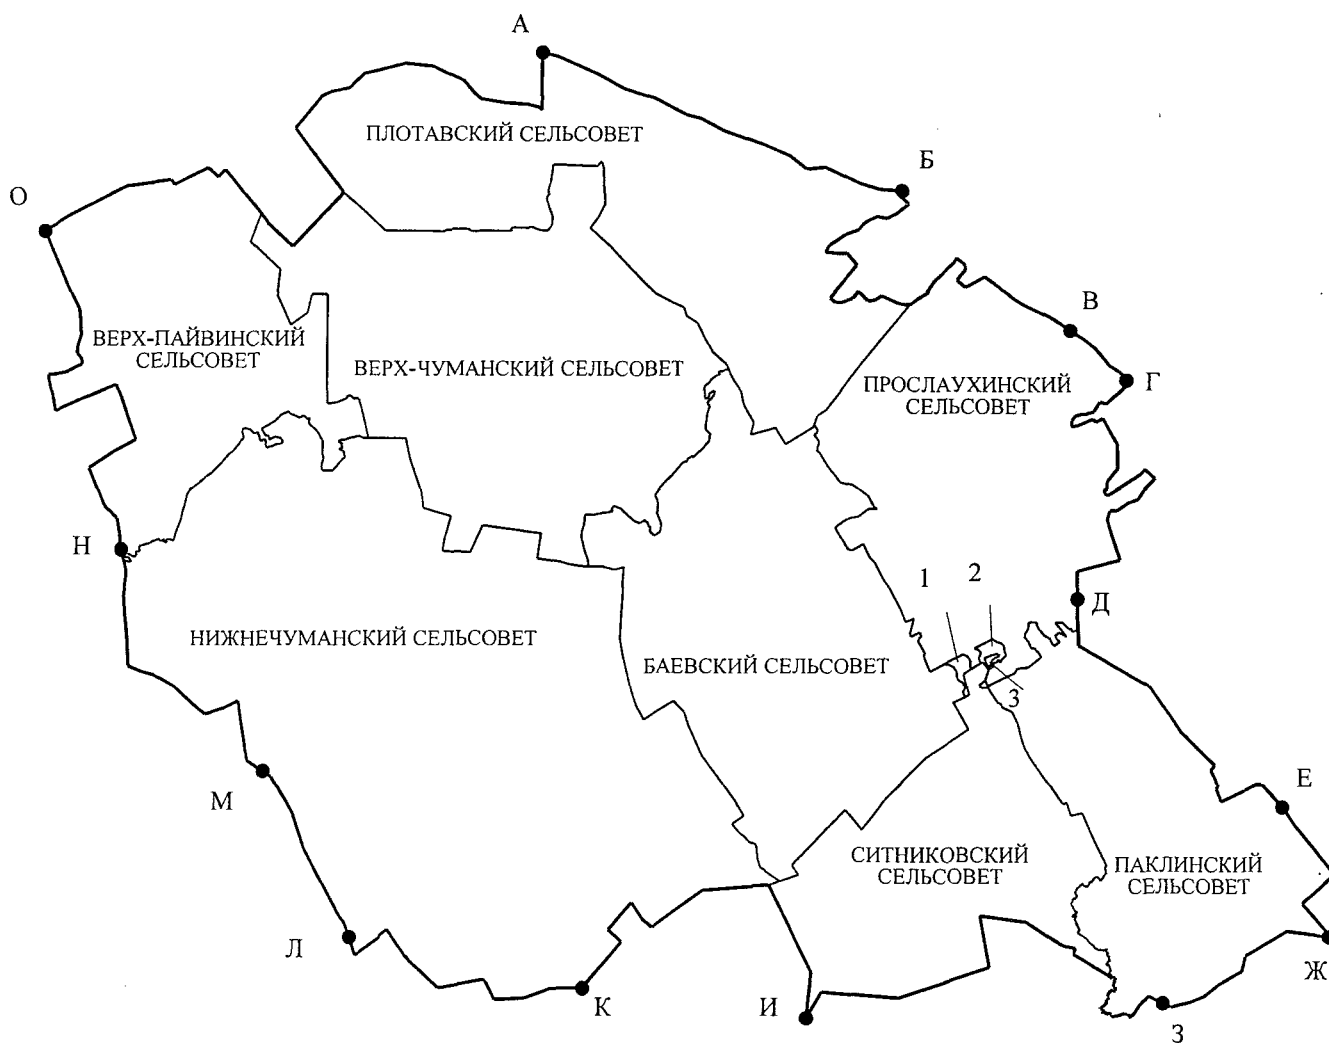 А
ПЛОТАВСКИЙ СЕЛЬСОВЕТ
Б
О
В
ВЕРХ-ПАЙВИНСКИЙ
СЕЛЬСОВЕТ
ВЕРХ-ЧУМАНСКИЙ СЕЛЬСОВЕТ
ПРОСЛАУХИНСКИЙ
СЕЛЬСОВЕТ
Г
Н
1
2
Д
НИЖНЕЧУМАНСКИЙ СЕЛЬСОВЕТ
БАЕВСКИЙ СЕЛЬСОВЕТ
3
М
Е
СИТНИКОВСКИЙ
СЕЛЬСОВЕТ
ПАКЛИНСКИЙ
СЕЛЬСОВЕТ
Л
Ж
К
И
З